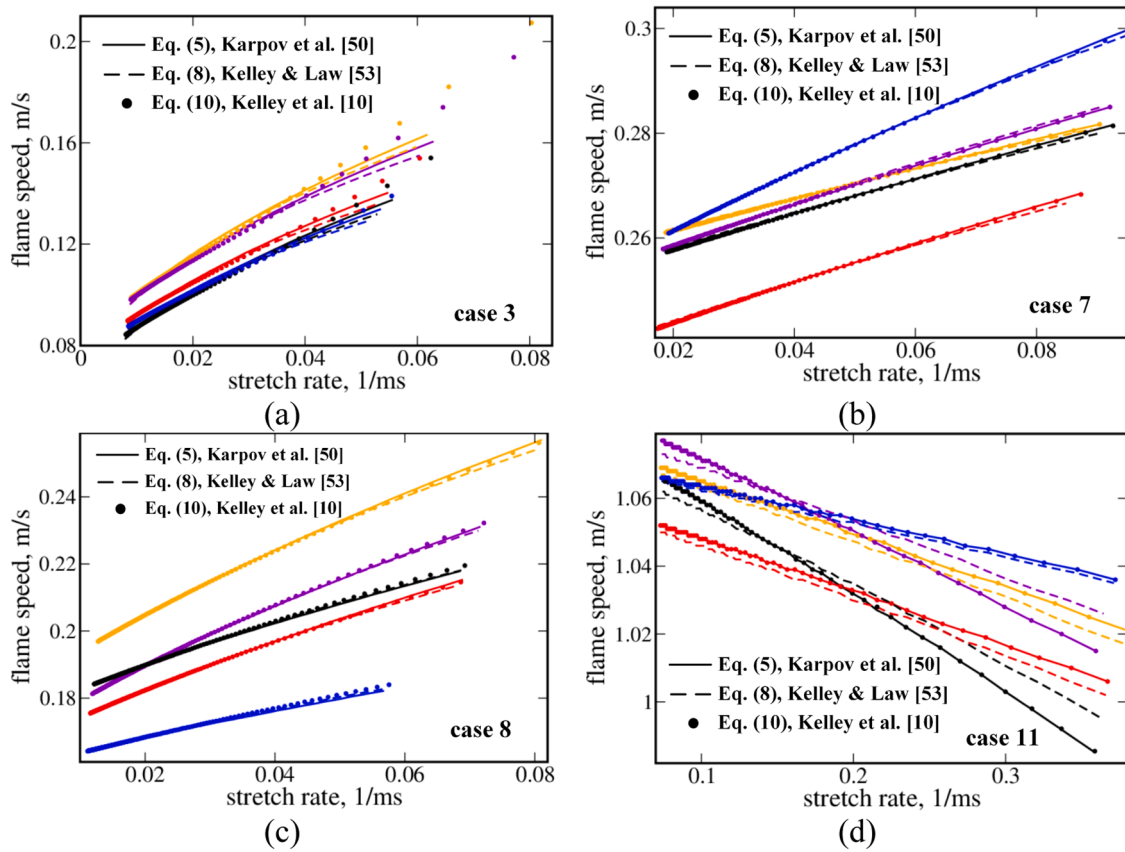 0.2
Eq. (5), Karpov et al. [50]
Eq. (8), Kelley & Law [53]
Eq. (10), Kelley et al. [10]
0.16
0.12
0.08
flame speed, m/s
case 3
0
0.02
0.04
0.06
0.08
stretch rate, 1/ms
(a)
0.3
Eq. (5), Karpov et al. [50]
Eq. (8), Kelley & Law [53]
Eq. (10), Kelley et al. [10]
0.28
0.26
flame speed, m/s
case 7
0.02
0.04
0.06
0.08
stretch rate, 1/ms
(b)
Eq. (5), Karpov et al. [50]
Eq. (8), Kelley & Law [53]
Eq. (10), Kelley et al. [10]
0.24
0.22
0.2
0.18
flame speed, m/s
case 8
0.02
0.04
0.06
0.08
stretch rate, 1/ms
(c)
1.06
1.04
1.02
1
flame speed, m/s
Eq. (5), Karpov et al. [50]
Eq. (8), Kelley & Law [53]
Eq. (10), Kelley et al. [10]
case 11
0.1
0.2
0.3
stretch rate, 1/ms
(d)